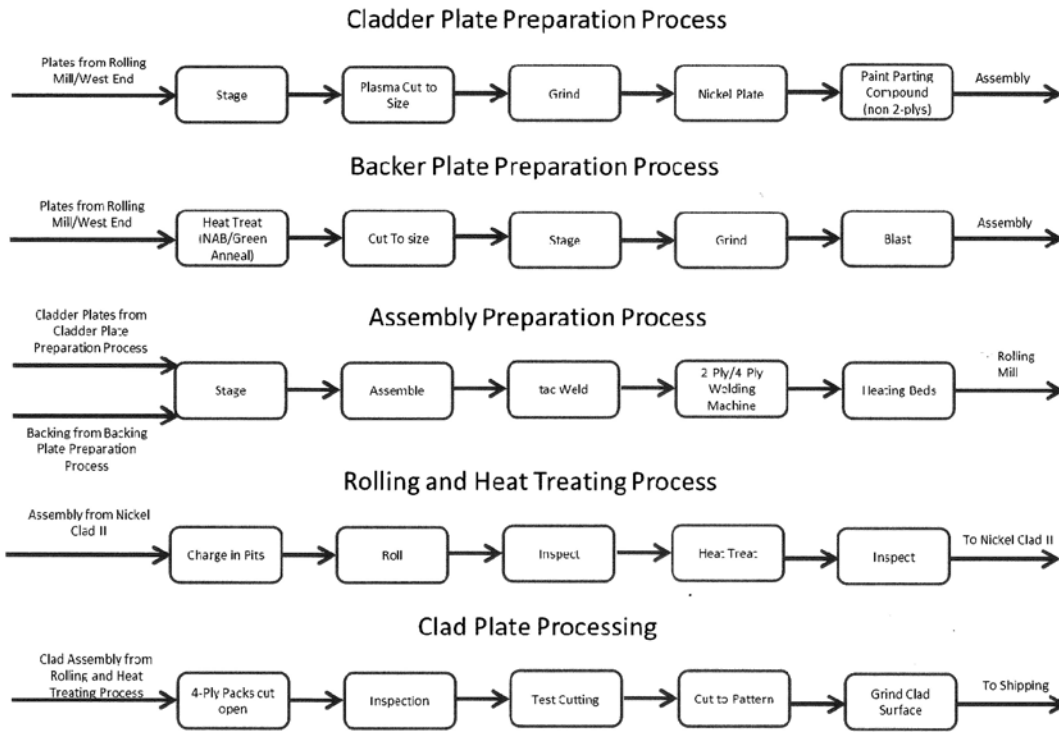 Cladder Plate Preparation Process
Plates from Rolling
Mill/West End
Stage
Plasma Cut to
Size
Grind
Nickel Plate
Paint Parting
Compound
(non 2-plys)
Assembly
Backer Plate Preparation Process
Plates from Rolling
Mill/West End
Heat Treat
(NAB/Green
Anneal)
Cut To size
Stage
Grind
Blast
Assembly
Assembly Preparation Process
Cladder Plates from
Cladder Plate
Preparation Process
Backing from Backing
Plate Preparation
Process
Stage
Assemble
tac Weld
2 Ply/4 Ply
Welding
Machine
Heating Beds
Rolling
Mill
Rolling and Heat Treating Process
Assembly from Nickel
Clad II
Charge in Pits
Roll
Inspect
Heat Treat
Inspect
To Nickel Clad II
Clad Plate Processing
Clad Assembly from
Rolling and Heat
Treating Process
4-Ply Packs cut
open
Inspection
Test Cutting
Cut to Pattern
Grind Clad
Surface
To Shipping